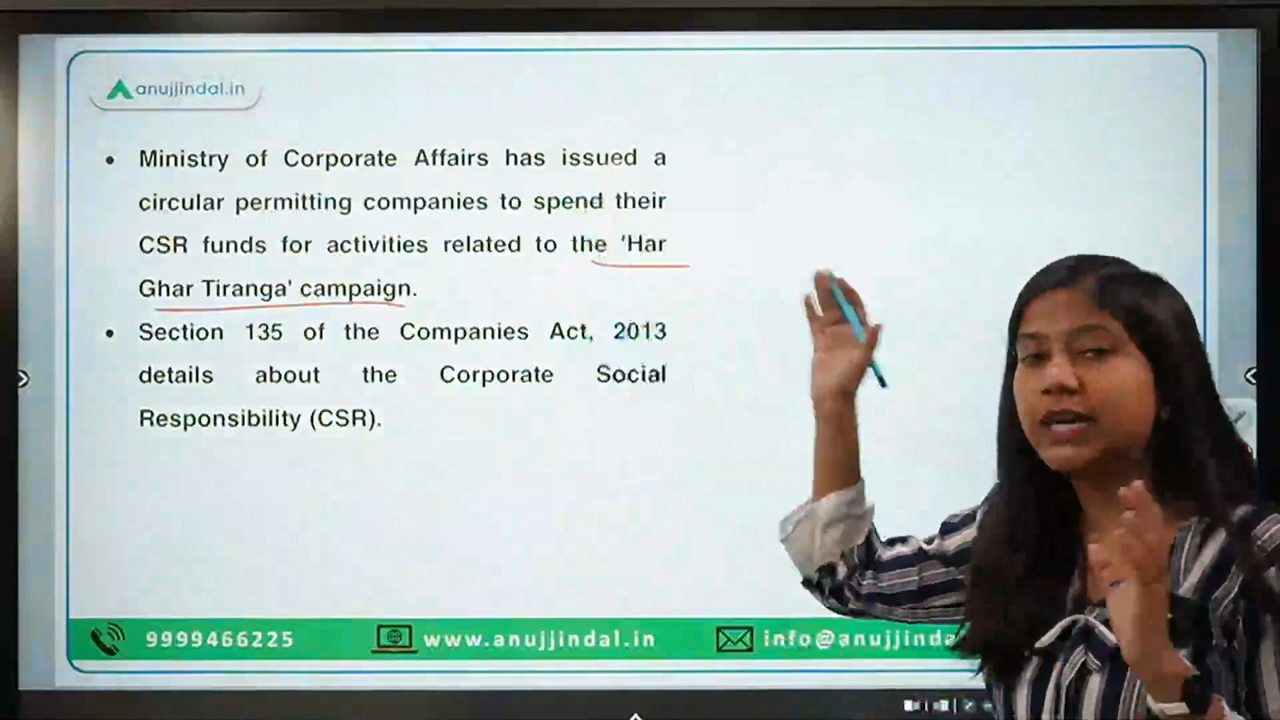 anujjindal.in
• Ministry of Corporate Affairs has issued a
circular permitting companies to spend their
CSR funds for activities related to the 'Har
Ghar Tiranga' campaign.
• Section 135 of the Companies Act, 2013
details about the Corporate Social
Responsibility (CSR).
9999466225 www.anujjindal.in info@anujjinda